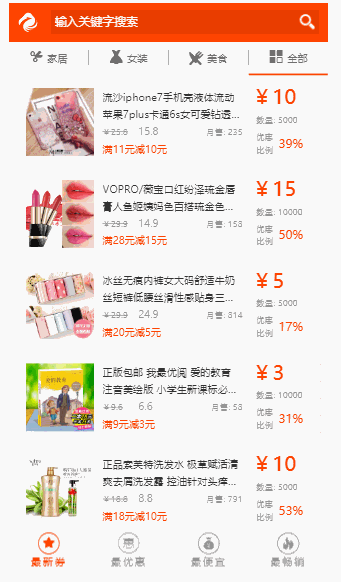 输入关键字搜索
家居
女装
美食
全部
流沙iphone7手机壳液体流动
苹果7plus卡通6s女可爱钻透...
¥ 25.8 15.8 月售: 235
满11元减10元
¥ 10
数量: 5000
优惠比例 39%
VOPRO/薇宝口红纷泽琉金唇
膏人鱼姬姨妈色百搭琉金色...
¥ 29.9 14.9 月售: 158
满28元减15元
¥ 15
数量: 10000
优惠比例 50%
冰丝无痕内裤女大码舒适牛奶
丝短裤低腰丝滑性感贴身三...
¥ 29.9 24.9 月售: 814
满20元减5元
¥ 5
数量: 5000
优惠比例 17%
正版包邮 我最优阅 爱的教育
注音美绘版 小学生新课标必...
¥ 9.6 6.6 月售: 58
满9元减3元
¥ 3
数量: 10000
优惠比例 31%
正品索芙特洗发水 极草赋活清
爽去屑洗发露 控油针对头痒...
¥ 18.8 8.8 月售: 791
满18元减10元
¥ 10
数量: 5000
优惠比例 53%
最新券
惠
最优惠
最便宜
最畅销